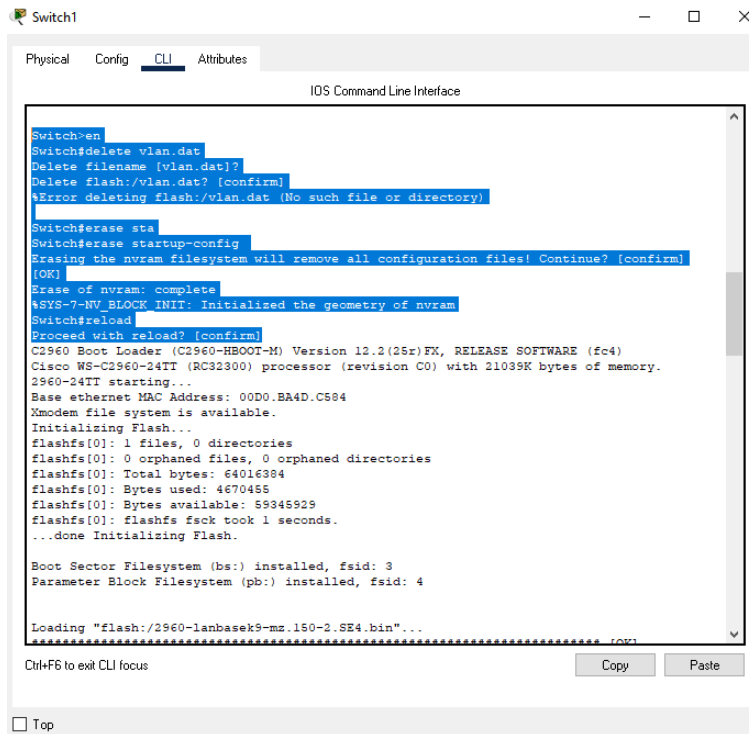 Switch1
Physical Config CLI Attributes
IOS Command Line Interface
Switch>en
Switch#delete vlan.dat
Delete filename [vlan.dat]?
Delete flash:/vlan.dat? [confirm]
%Error deleting flash:/vlan.dat (No such file or directory)
Switch#erase sta
Switch#erase startup-config
Erasing the nvram filesystem will remove all configuration files! Continue? [confirm]
[OK]
Erase of nvram: complete
%SYS-7-NV_BLOCK_INIT: Initialized the geometry of nvram
Switch#reload
Proceed with reload? [confirm]
C2960 Boot Loader (C2960-HBOOT-M) Version 12.2(25r)FX, RELEASE SOFTWARE (fc4)
Cisco WS-C2960-24TT (RC32300) processor (revision C0) with 21039K bytes of memory.
2960-24TT starting...
Base ethernet MAC Address: 00D0.BA4D.C584
Xmodem file system is available.
Initializing Flash...
flashfs[0]: 1 files, 0 directories
flashfs[0]: 0 orphaned files, 0 orphaned directories
flashfs[0]: Total bytes: 64016384
flashfs[0]: Bytes used: 4670455
flashfs[0]: Bytes available: 59345929
flashfs[0]: flashfs fsck took 1 seconds.
...done Initializing Flash.
Boot Sector Filesystem (bs:) installed, fsid: 3
Parameter Block Filesystem (pb:) installed, fsid: 4
Loading "flash:/2960-lanbasek9-mz.150-2.SE4.bin"...
########################################################################## [OK]
Ctrl+F6 to exit CLI focus
Copy Paste
Top